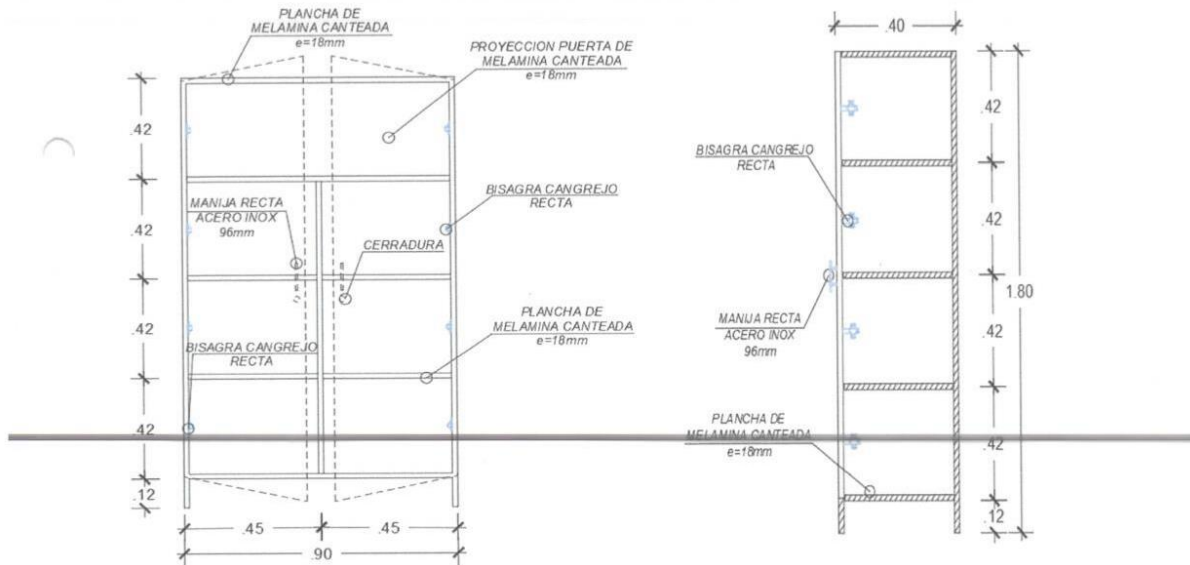 PLANCHA DE
MELAMINA CANTEADA
e=18mm
PROYECCION PUERTA DE
MELAMINA CANTEADA
e=18mm
.42
.42
.42
.42
.12
MANIJA RECTA
ACERO INOX
96mm
BISAGRA CANGREJO
RECTA
CERRADURA
PLANCHA DE
MELAMINA CANTEADA
e=18mm
BISAGRA CANGREJO
RECTA
.45
.45
.90
.40
BISAGRA CANGREJO
RECTA
MANIJA RECTA
ACERO INOX
96mm
PLANCHA DE
MELAMINA CANTEADA
e=18mm
.42
.42
.42
.42
.12
1.80